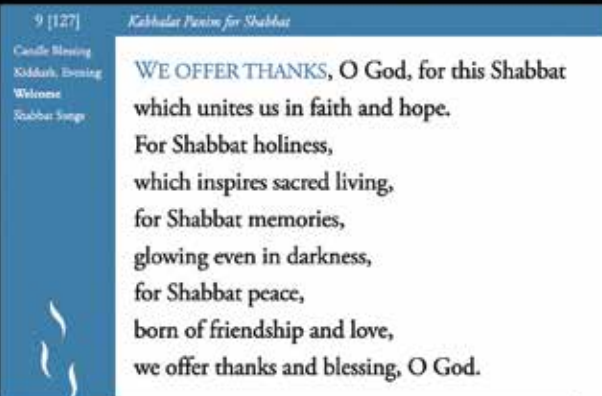 9 [127]
Kabbalat Panim for Shabbat
Candle Blessing
Kiddush, Evening
Welcome
Shabbat Songs
WE OFFER THANKS, O God, for this Shabbat
which unites us in faith and hope.
For Shabbat holiness,
which inspires sacred living,
for Shabbat memories,
glowing even in darkness,
for Shabbat peace,
born of friendship and love,
we offer thanks and blessing, O God.